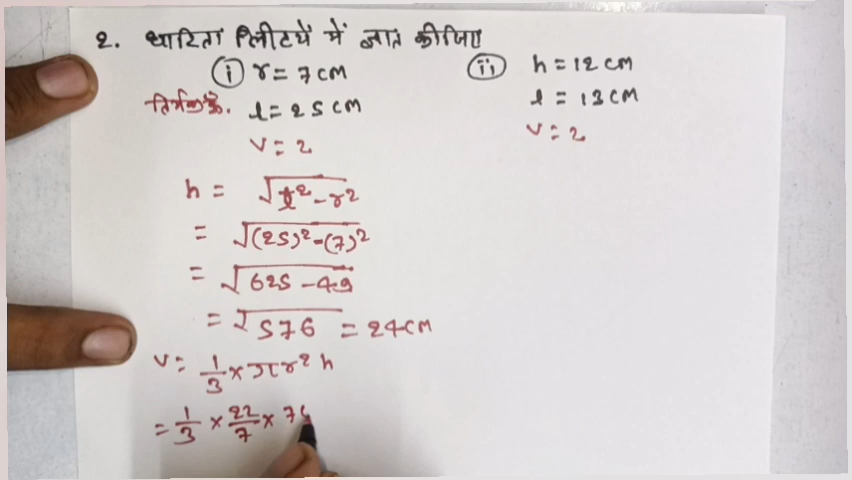 2. धारिता लीटरों में ज्ञात कीजिए
(i) r = 7 cm
तिर्यक ऊँ. l = 25 cm
V = ?
(ii) h = 12 cm
l = 13 cm
V = ?
h = √l² - r²
= √(25)² - (7)²
= √625 - 49
= √576 = 24 cm
V = 1/3 × πr² h
= 1/3 × 22/7 × 7